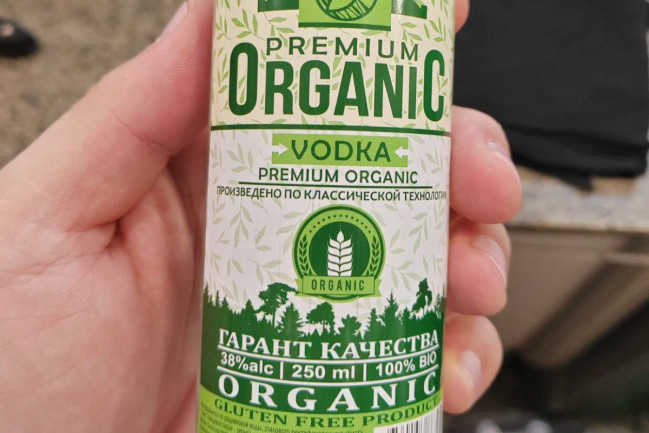 PREMIUM
ORGANIC
VODKA
PREMIUM ORGANIC
ПРОИЗВЕДЕНО ПО КЛАССИЧЕСКОЙ ТЕХНОЛОГИИ
ORGANIC
ГАРАНТ КАЧЕСТВА
38%alc | 250 ml | 100% BIO
ORGANIC
GLUTEN FREE PRODUCT